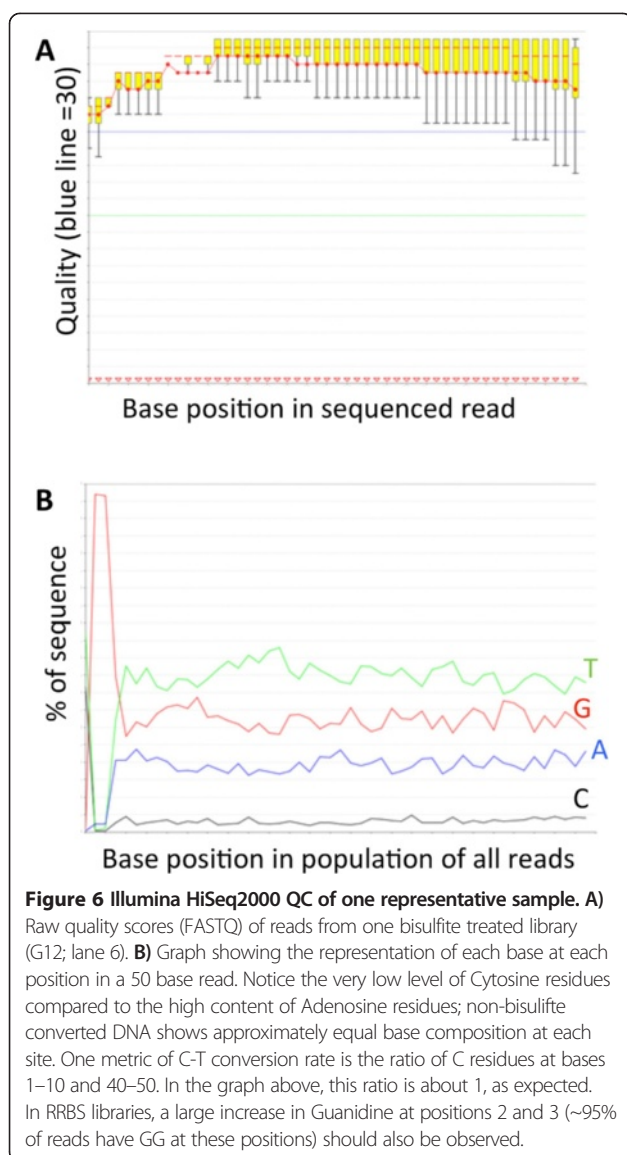 A
Quality (blue line =30)
Base position in sequenced read
B
% of sequence
T
G
A
C
Base position in population of all reads
Figure 6 Illumina HiSeq2000 QC of one representative sample. A)
Raw quality scores (FASTQ) of reads from one bisulfite treated library
(G12; lane 6). B) Graph showing the representation of each base at each
position in a 50 base read. Notice the very low level of Cytosine residues
compared to the high content of Adenosine residues; non-bisulifte
converted DNA shows approximately equal base composition at each
site. One metric of C-T conversion rate is the ratio of C residues at bases
1–10 and 40–50. In the graph above, this ratio is about 1, as expected.
In RRBS libraries, a large increase in Guanidine at positions 2 and 3 (~95%
of reads have GG at these positions) should also be observed.